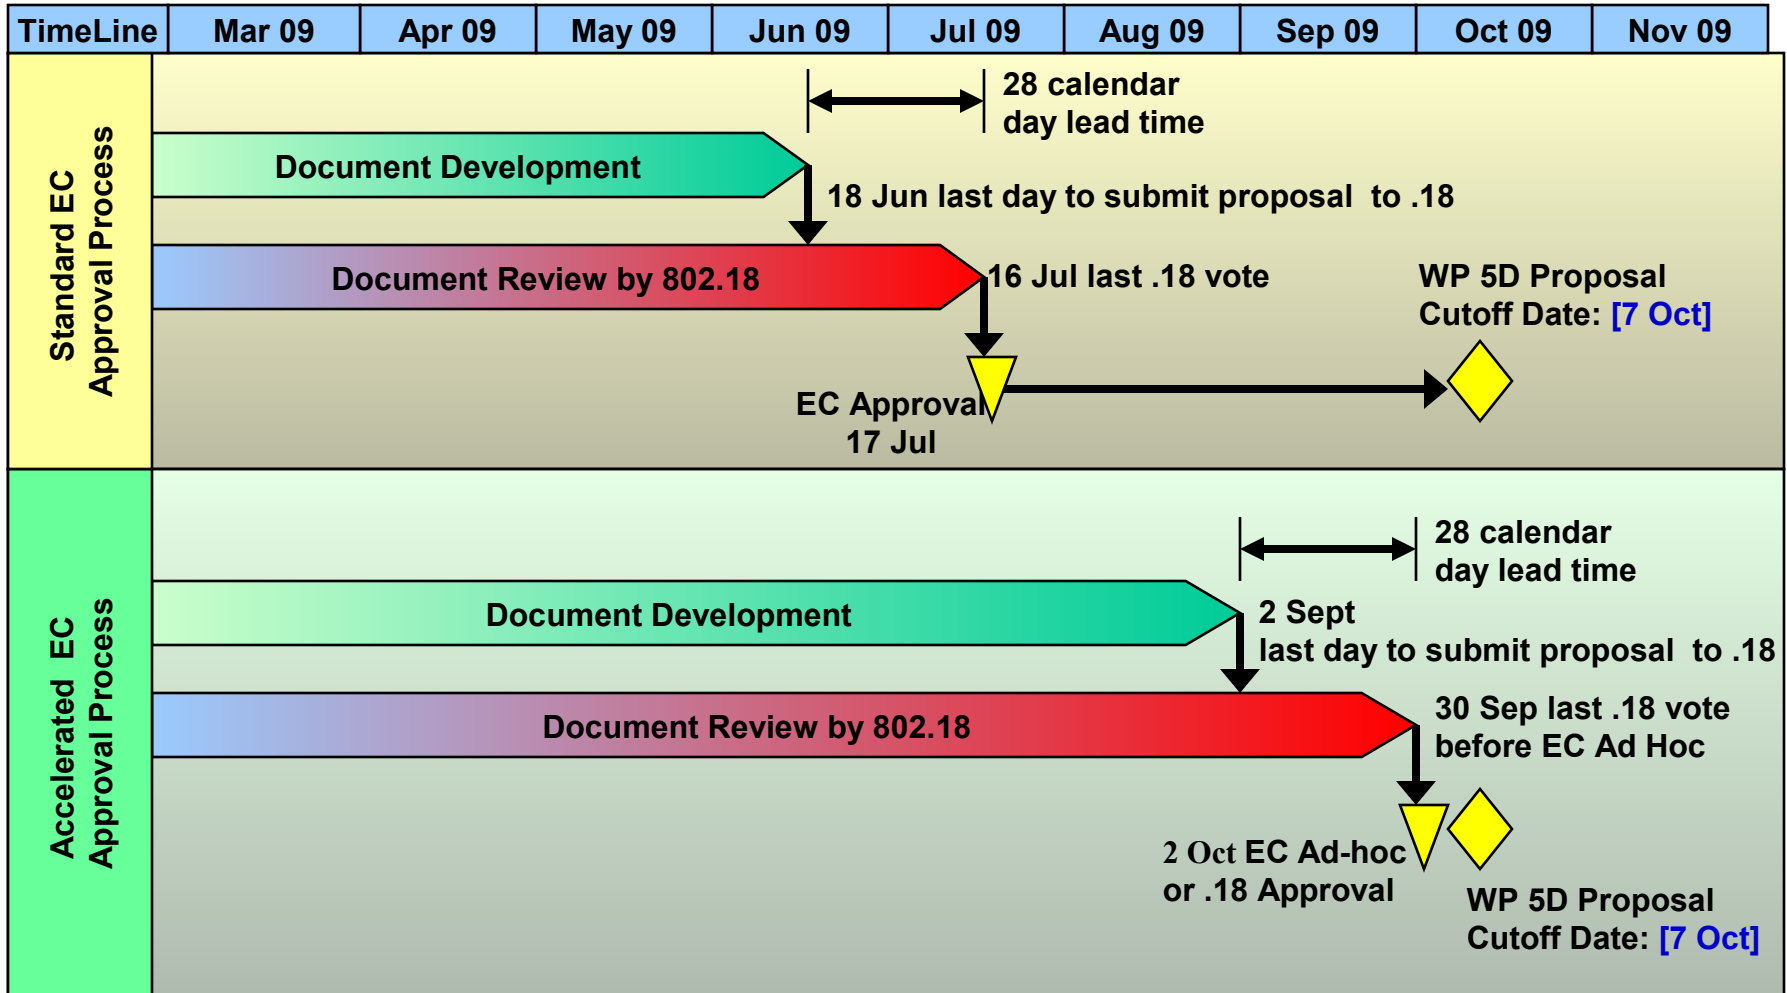 TimeLine Mar 09 Apr 09 May 09 Jun 09 Jul 09 Aug 09 Sep 09 Oct 09 Nov 09
Standard EC
Approval Process
28 calendar
day lead time
Document Development
18 Jun last day to submit proposal to .18
Document Review by 802.18
16 Jul last .18 vote
WP 5D Proposal
Cutoff Date: [7 Oct]
EC Approval
17 Jul
Accelerated EC
Approval Process
28 calendar
day lead time
Document Development
2 Sept
last day to submit proposal to .18
Document Review by 802.18
30 Sep last .18 vote
before EC Ad Hoc
2 Oct EC Ad-hoc
or .18 Approval
WP 5D Proposal
Cutoff Date: [7 Oct]